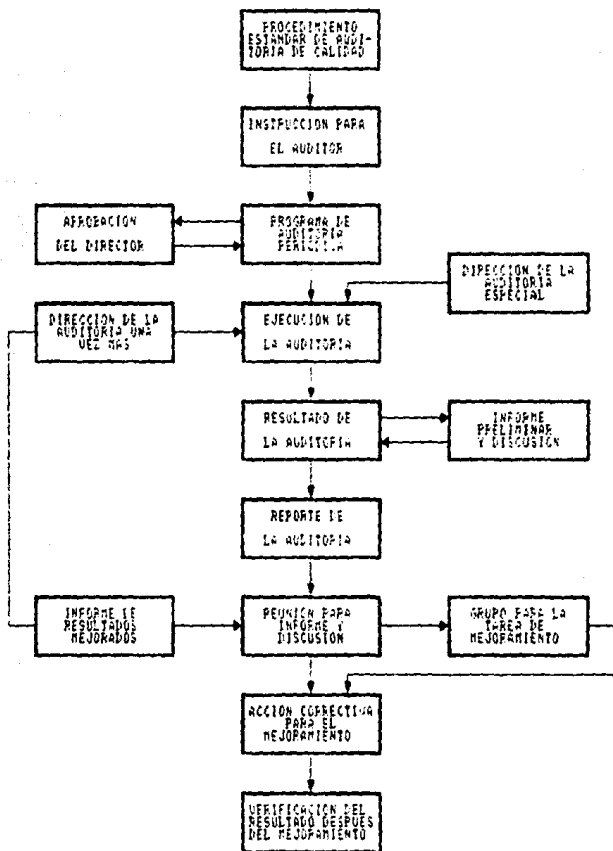 PROCEDIMIENTO
ESTANDAR DE AUDI-
TORIA DE CALIDAD
INSTRUCCION PARA
EL AUDITOR
APROBACION
DEL DIRECTOR
PROGRAMA DE
AUDITORIA
PERIODICA
DIRECCION DE LA
AUDITORIA
ESPECIAL
DIRECCION DE LA
AUDITORIA UNA
VEZ MAS
EJECUCION DE
LA AUDITORIA
RESULTADO DE
LA AUDITORIA
INFORME
PRELIMINAR
Y DISCUSION
REPORTE DE
LA AUDITORIA
INFORME DE
RESULTADOS
MEJORADOS
REUNION PARA
INFORME Y
DISCUSION
GRUPO PARA LA
TAREA DE
MEJORAMIENTO
ACCION CORRECTIVA
PARA EL
MEJORAMIENTO
VERIFICACION DEL
RESULTADO DESPUES
DEL MEJORAMIENTO